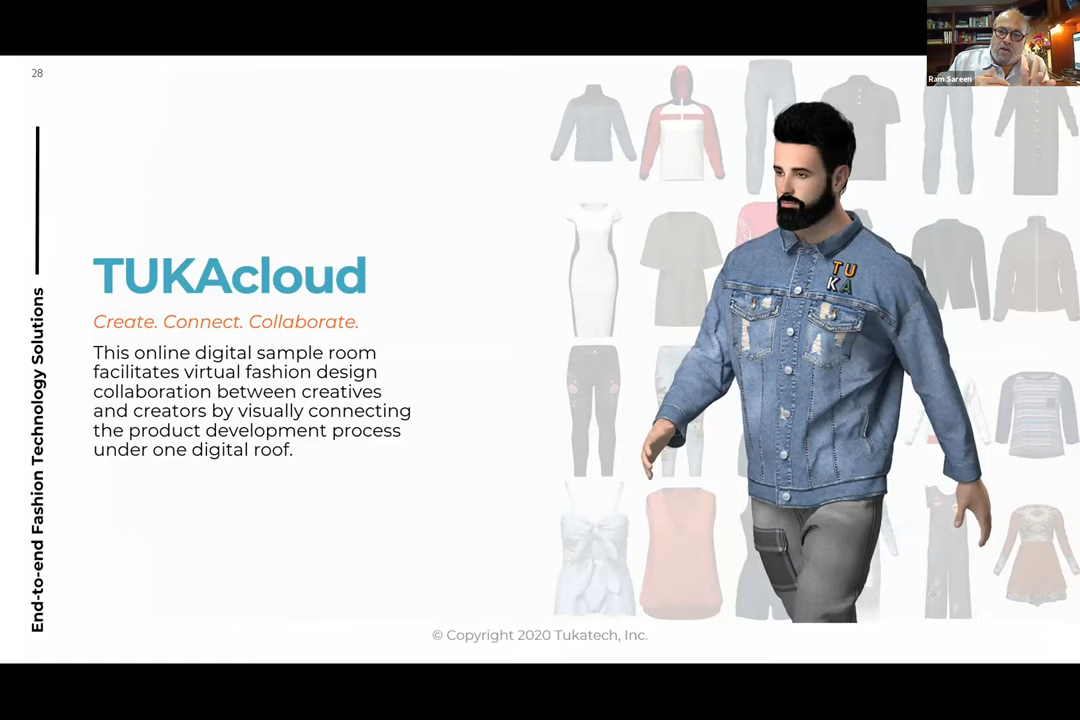 28
Ram Sareen
End-to-end Fashion Technology Solutions
TUKAcloud
Create. Connect. Collaborate.
This online digital sample room
facilitates virtual fashion design
collaboration between creatives
and creators by visually connecting
the product development process
under one digital roof.
TU
KA
© Copyright 2020 Tukatech, Inc.